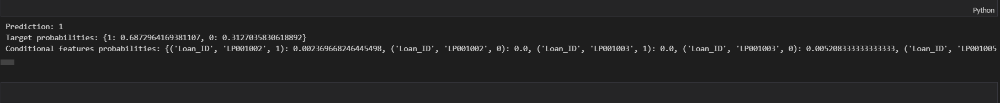 Python
Prediction: 1
Target probabilities: {1: 0.6872964169381107, 0: 0.3127035830618892}
Conditional features probabilities: {('Loan_ID', 'LP001002', 1): 0.002369668246445498, ('Loan_ID', 'LP001002', 0): 0.0, ('Loan_ID', 'LP001003', 1): 0.0, ('Loan_ID', 'LP001003', 0): 0.005208333333333333, ('Loan_ID', 'LP001005